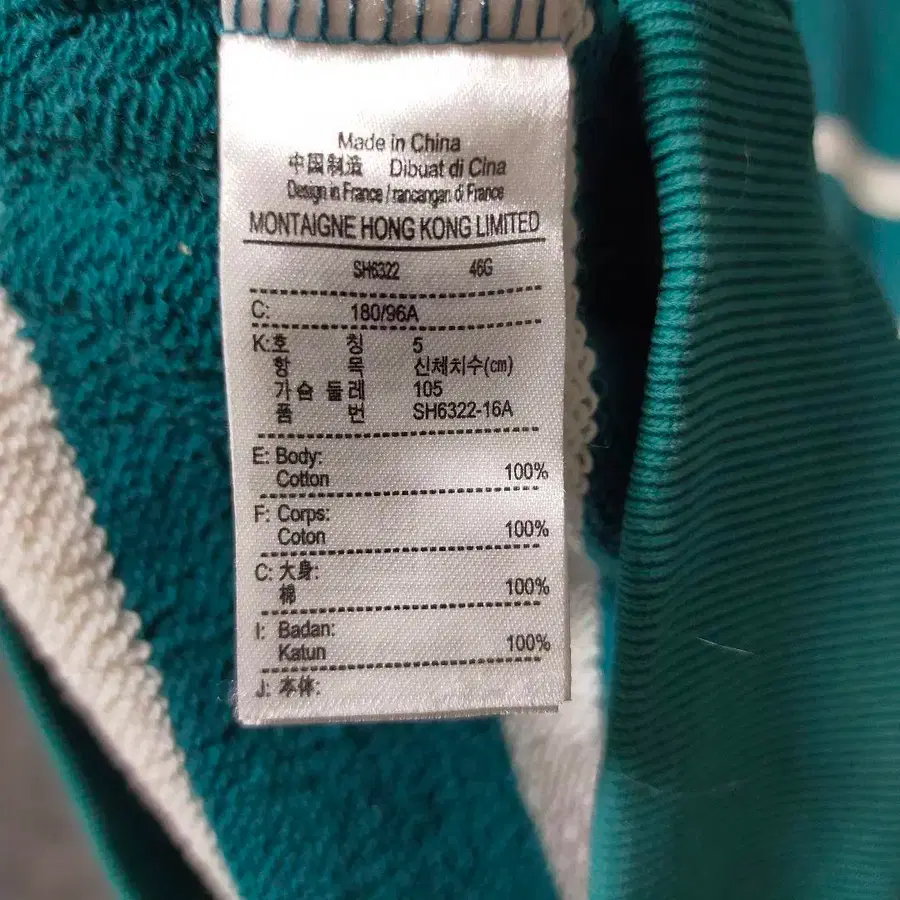 Made in China
中国制造 Dibuat di Cina
Design in France / rancangan di France
MONTAIGNE HONG KONG LIMITED
SH6322 46G
C: 180/96A
K:호 칭 5
항 목 신체치수(cm)
가슴 둘레 105
품 번 SH6322-16A
E: Body:
Cotton 100%
F: Corps:
Coton 100%
C: 大身:
棉 100%
I: Badan:
Katun 100%
J: 本体: